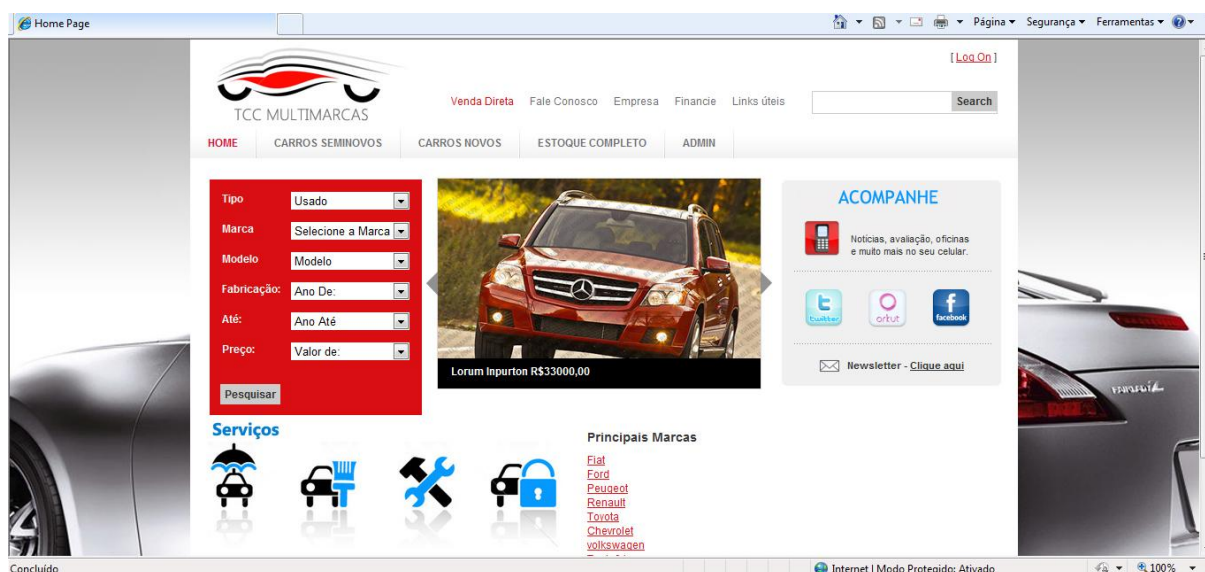 Home Page
Página
Segurança
Ferramentas
[ Log On ]
TCC MULTIMARCAS
Venda Direta Fale Conosco Empresa Financie Links úteis
Search
HOME CARROS SEMINOVOS CARROS NOVOS ESTOQUE COMPLETO ADMIN
Tipo Usado
Marca Selecione a Marca
Modelo Modelo
Fabricação: Ano De:
Até: Ano Até
Preço: Valor de:
Pesquisar
Lorum Inpurton R$33000,00
ACOMPANHE
Noticias, avaliação, oficinas
e muito mais no seu celular.
twitter orkut facebook
Newsletter - Clique aqui
Serviços
Principais Marcas
Fiat
Ford
Peugeot
Renault
Toyota
Chevrolet
volkswagen
Concluído
Internet | Modo Protegido: Ativado
100%